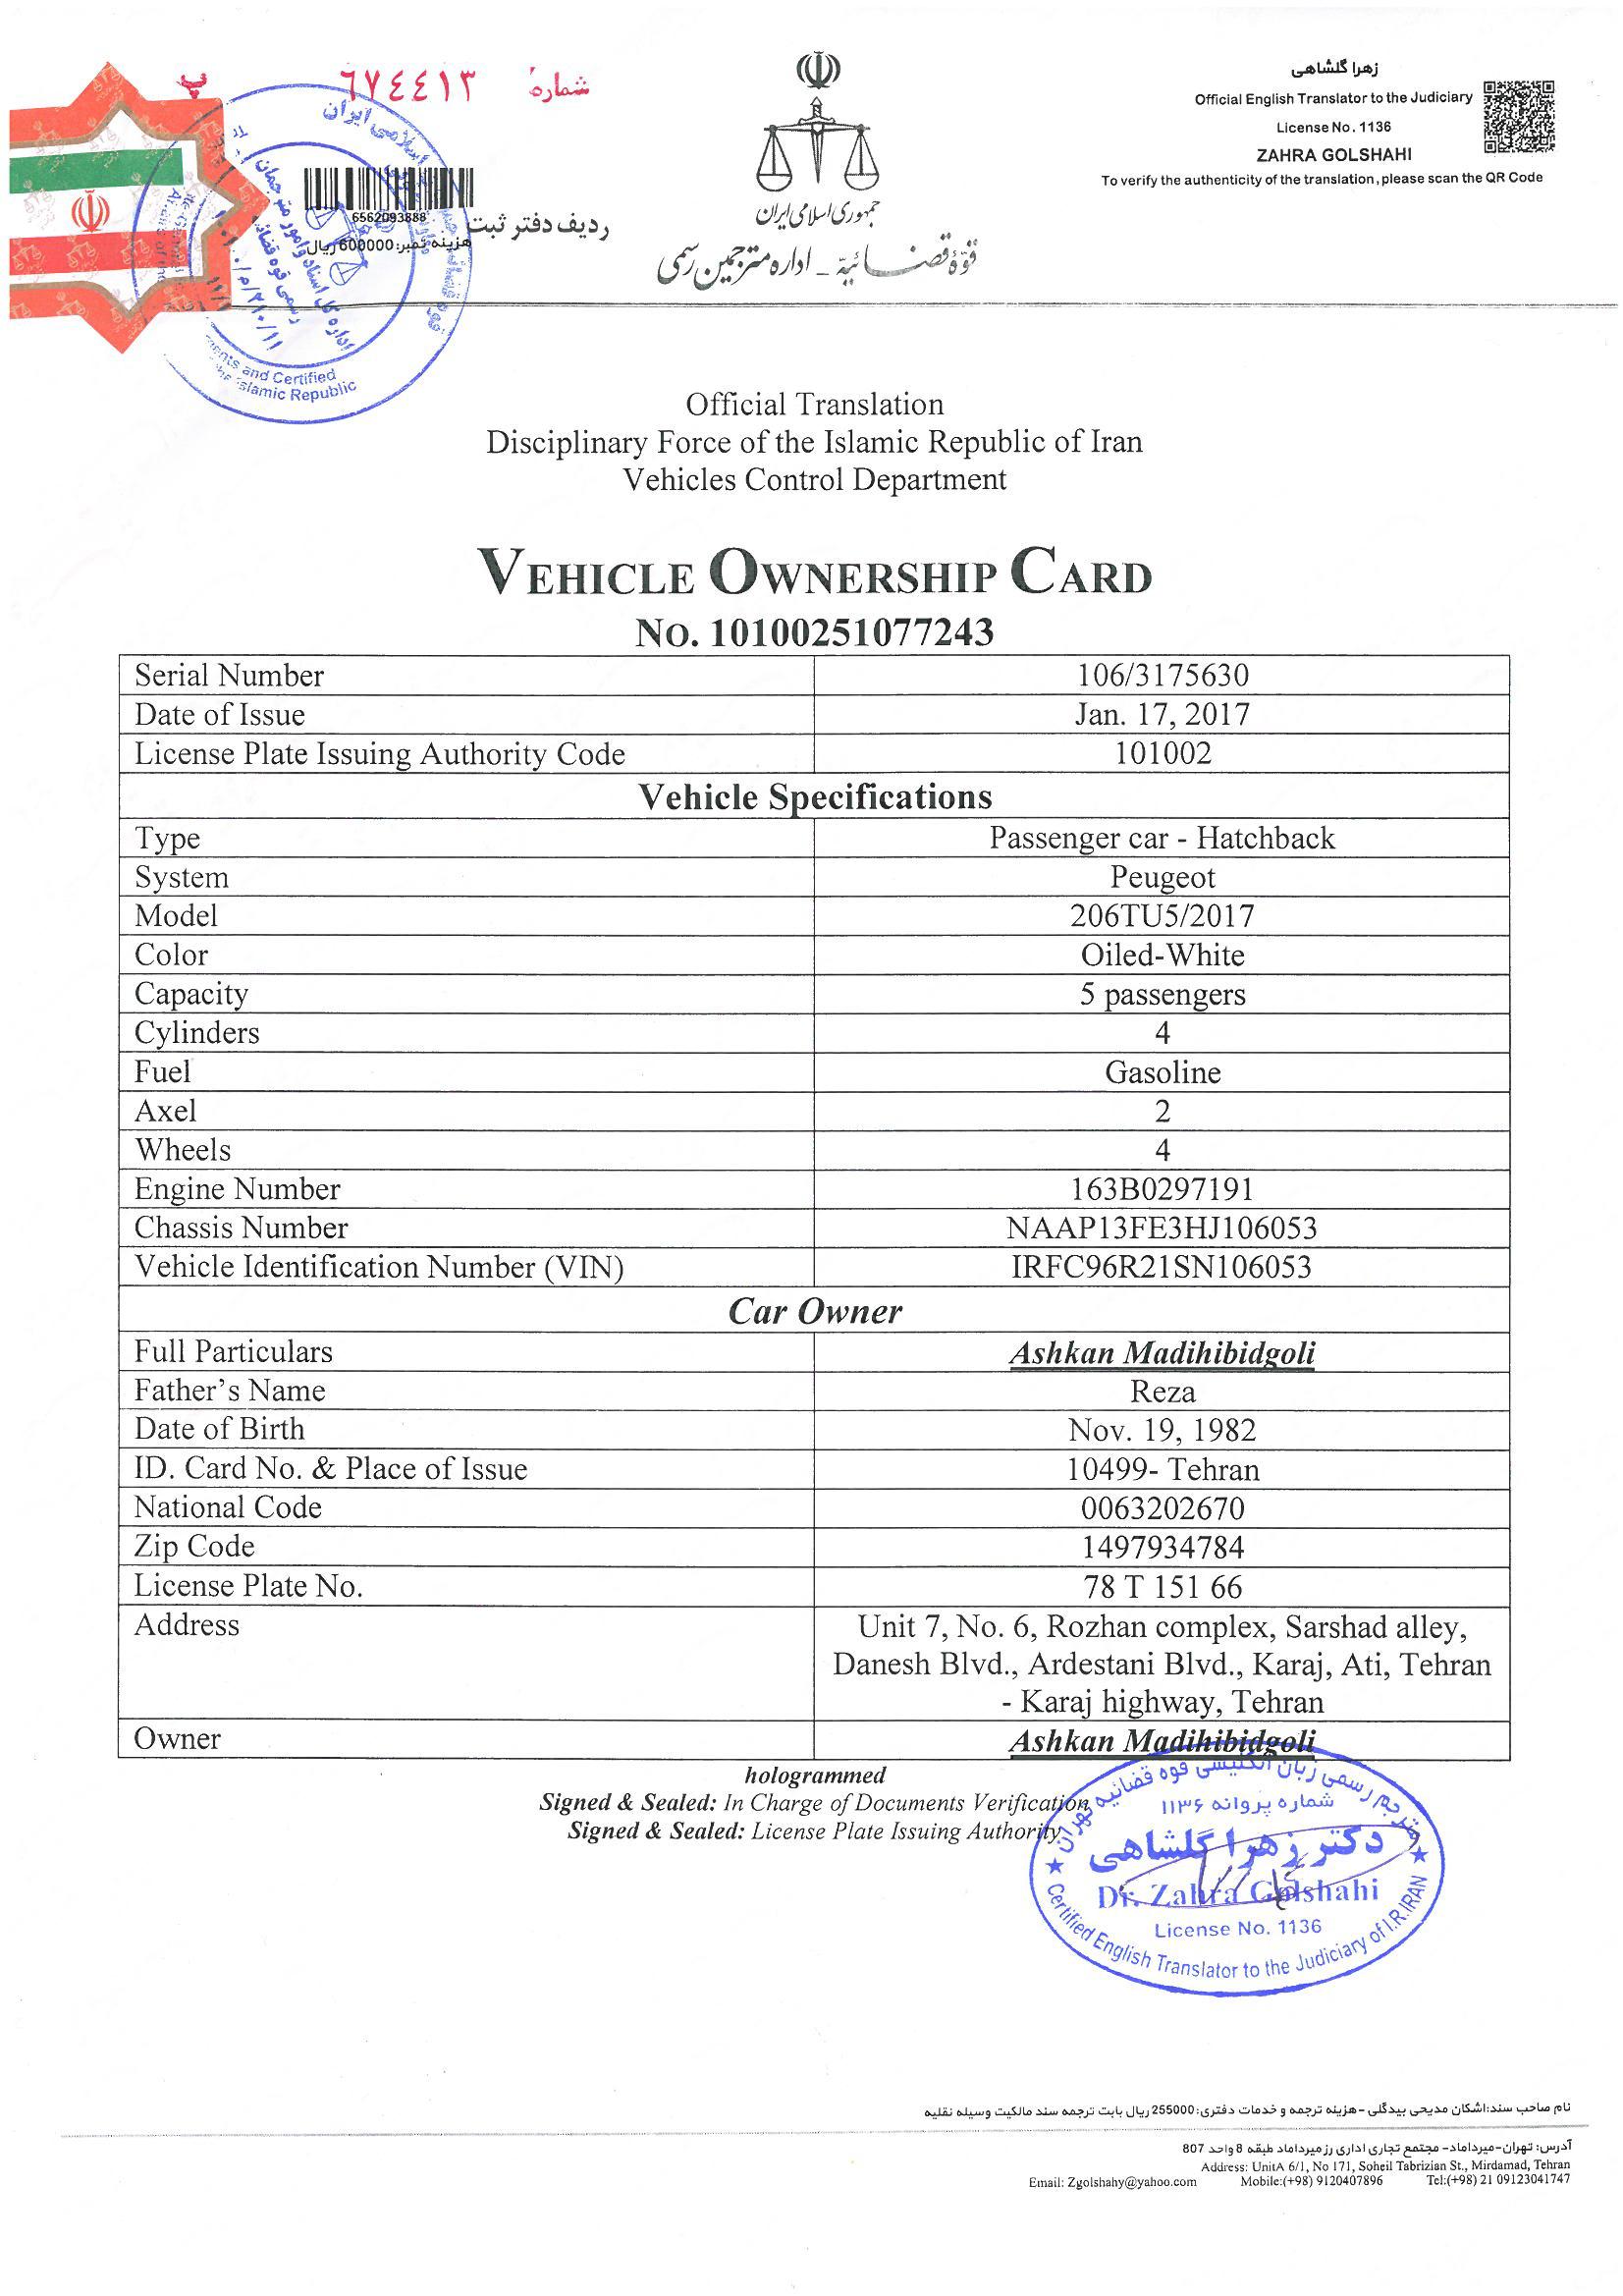 شماره ٦٧٤٤١٣ پ
6562093888
ردیف دفتر ثبت
هزینه تمبر:600000ریال
and Certified
Islamic Republic
جمهوری اسلامی ایران
قوّۀ قضائیّه - اداره مترجمین رسمی
زهرا گلشاهی
Official English Translator to the Judiciary
License No. 1136
ZAHRA GOLSHAHI
To verify the authenticity of the translation, please scan the QR Code
Official Translation
Disciplinary Force of the Islamic Republic of Iran
Vehicles Control Department
VEHICLE OWNERSHIP CARD
NO. 10100251077243
Serial Number 106/3175630
Date of Issue Jan. 17, 2017
License Plate Issuing Authority Code 101002
Vehicle Specifications
Type Passenger car - Hatchback
System Peugeot
Model 206TU5/2017
Color Oiled-White
Capacity 5 passengers
Cylinders 4
Fuel Gasoline
Axel 2
Wheels 4
Engine Number 163B0297191
Chassis Number NAAP13FE3HJ106053
Vehicle Identification Number (VIN) IRFC96R21SN106053
Car Owner
Full Particulars Ashkan Madihibidgoli
Father's Name Reza
Date of Birth Nov. 19, 1982
ID. Card No. & Place of Issue 10499- Tehran
National Code 0063202670
Zip Code 1497934784
License Plate No. 78 T 151 66
Address Unit 7, No. 6, Rozhan complex, Sarshad alley,
Danesh Blvd., Ardestani Blvd., Karaj, Ati, Tehran
- Karaj highway, Tehran
Owner Ashkan Madihibidgoli
hologrammed
Signed & Sealed: In Charge of Documents Verification
Signed & Sealed: License Plate Issuing Authority
مترجم رسمی زبان انگلیسی قوه قضائیه تهران
شماره پروانه ۱۱۳۶
دکتر زهرا گلشاهی
Dr. Zahra Golshahi
License No. 1136
Certified English Translator to the Judiciary of I.R.IRAN
نام صاحب سند:اشکان مدیحی بیدگلی -هزینه ترجمه و خدمات دفتری:255000 ریال بابت ترجمه سند مالکیت وسیله نقلیه
آدرس: تهران-میرداماد- مجتمع تجاری اداری رز میرداماد طبقه 8 واحد 807
Address: UnitA 6/1, No 171, Soheil Tabrizian St., Mirdamad, Tehran
Email: Zgolshahy@yahoo.com Mobile:(+98) 9120407896 Tel:(+98) 21 09123041747